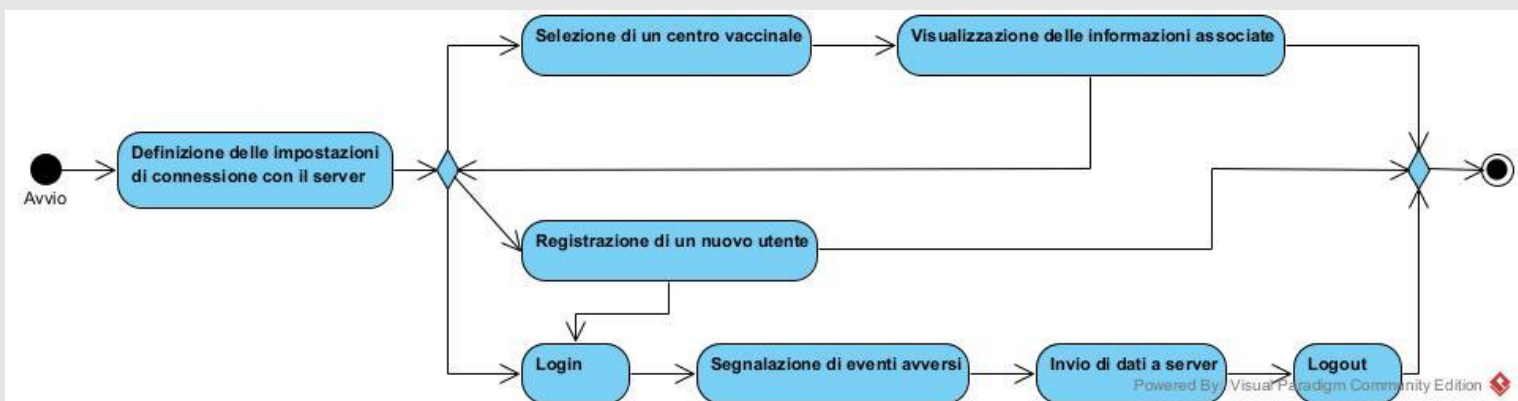 Selezione di un centro vaccinale
Visualizzazione delle informazioni associate
Definizione delle impostazioni
di connessione con il server
Avvio
Registrazione di un nuovo utente
Login
Segnalazione di eventi avversi
Invio di dati a server
Logout
Powered By Visual Paradigm Community Edition